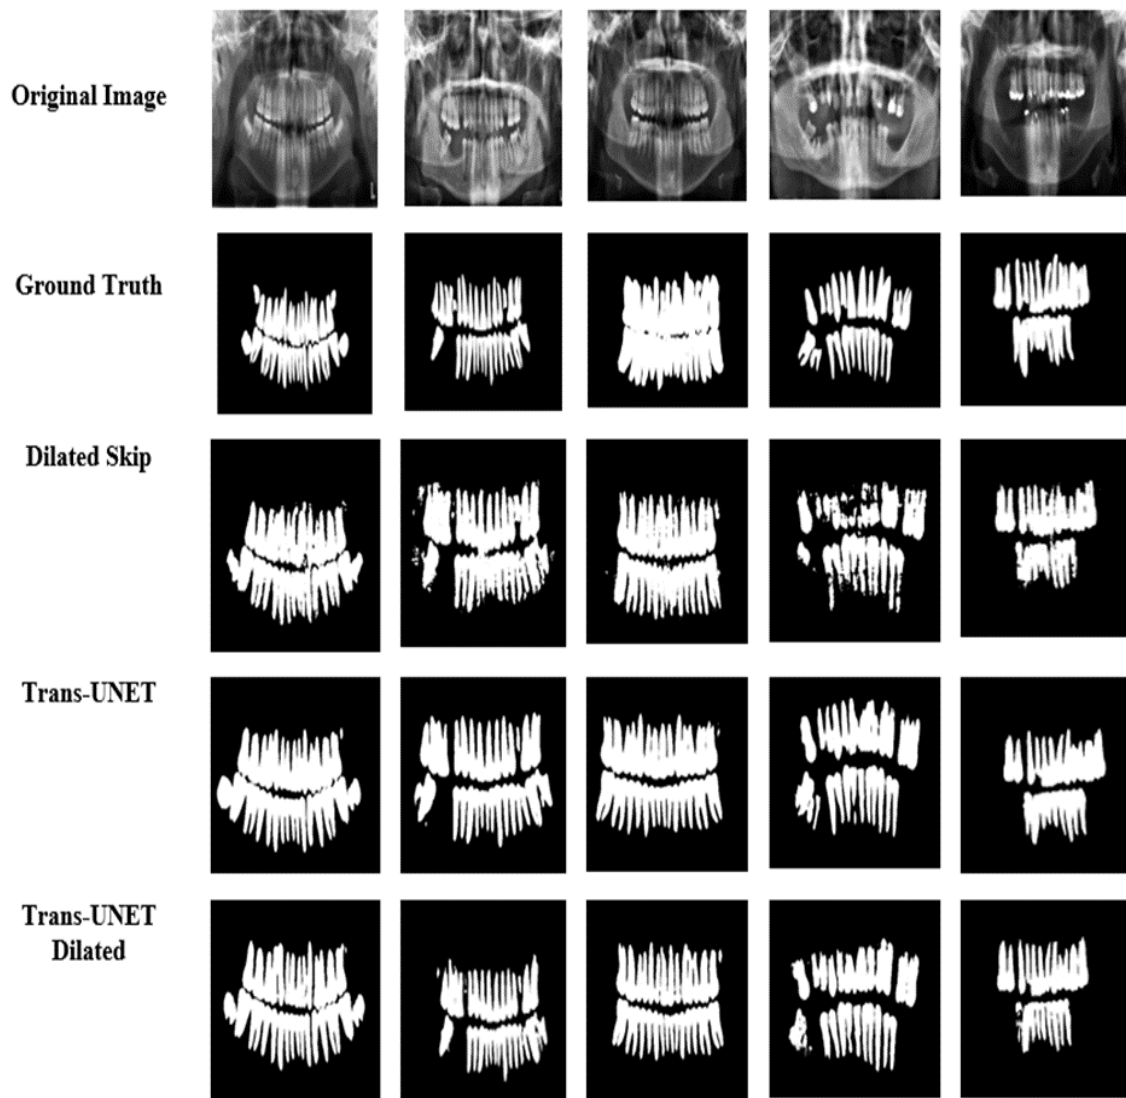 Original Image
Ground Truth
Dilated Skip
Trans-UNET
Trans-UNET
Dilated